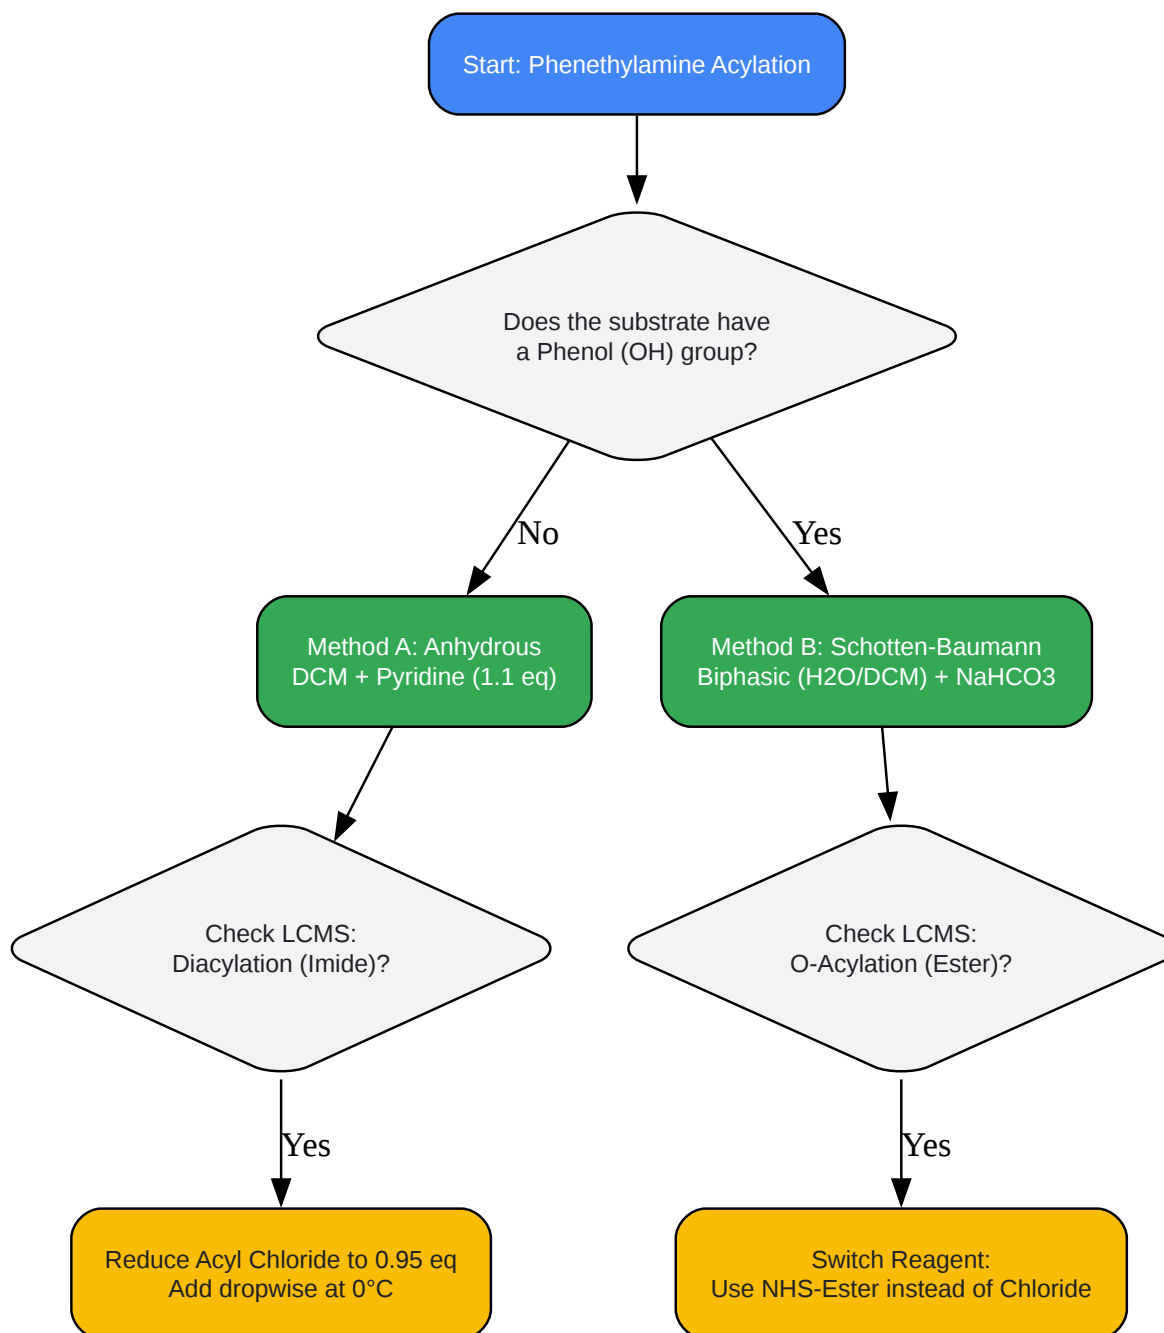 Start: Phenethylamine Acylation
Does the substrate have
a Phenol (OH) group?
No
Yes
Method A: Anhydrous
DCM + Pyridine (1.1 eq)
Method B: Schotten-Baumann
Biphasic (H2O/DCM) + NaHCO3
Check LCMS:
Diacylation (Imide)?
Check LCMS:
O-Acylation (Ester)?
Yes
Yes
Reduce Acyl Chloride to 0.95 eq
Add dropwise at 0°C
Switch Reagent:
Use NHS-Ester instead of Chloride